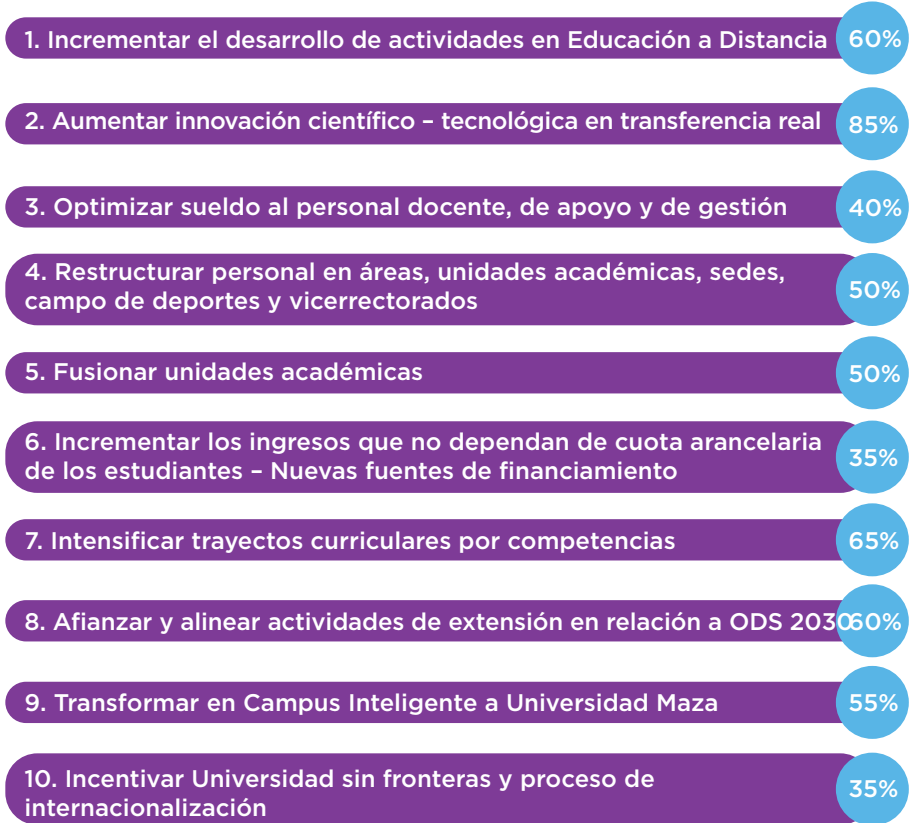 1. Incrementar el desarrollo de actividades en Educación a Distancia 60%
2. Aumentar innovación científico – tecnológica en transferencia real 85%
3. Optimizar sueldo al personal docente, de apoyo y de gestión 40%
4. Restructurar personal en áreas, unidades académicas, sedes,
campo de deportes y vicerrectorados 50%
5. Fusionar unidades académicas 50%
6. Incrementar los ingresos que no dependan de cuota arancelaria
de los estudiantes – Nuevas fuentes de financiamiento 35%
7. Intensificar trayectos curriculares por competencias 65%
8. Afianzar y alinear actividades de extensión en relación a ODS 2030 60%
9. Transformar en Campus Inteligente a Universidad Maza 55%
10. Incentivar Universidad sin fronteras y proceso de
internacionalización 35%